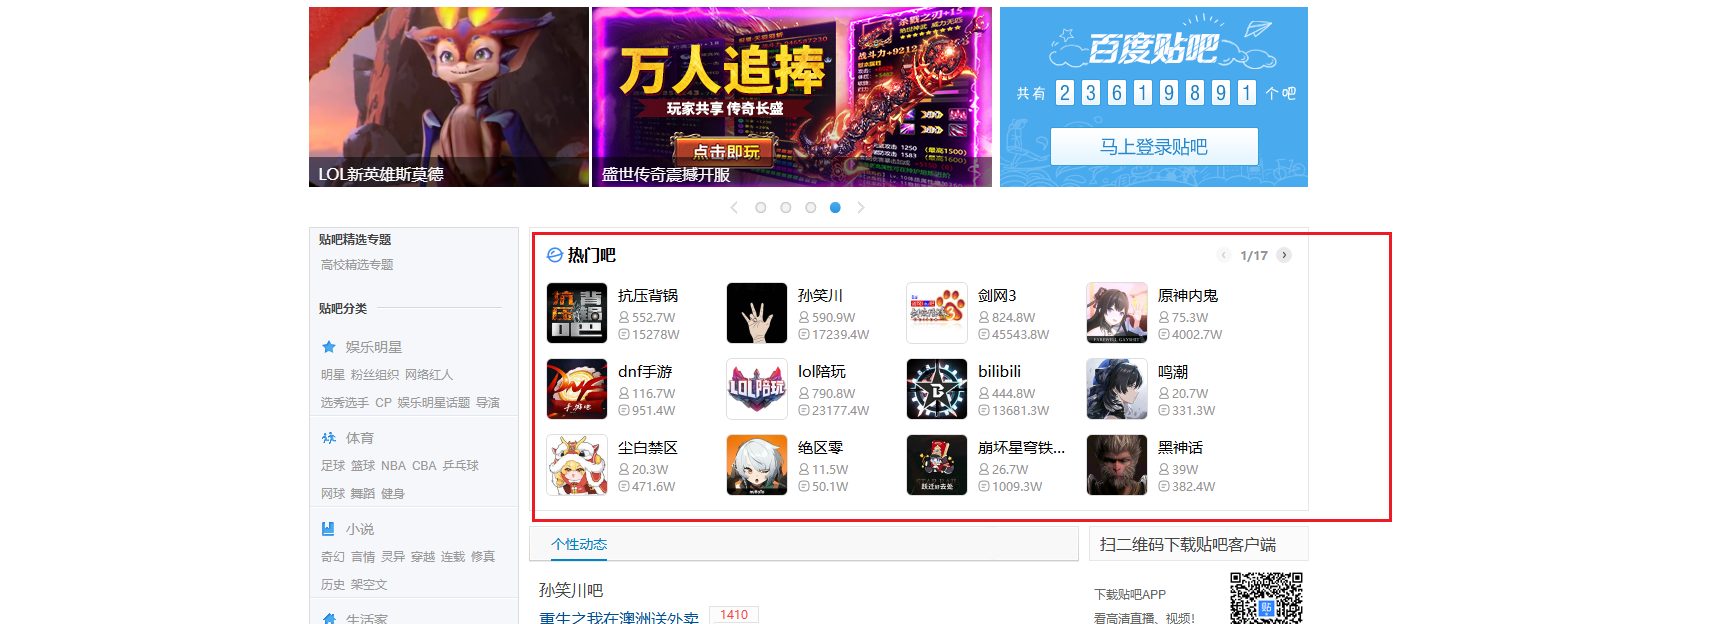 LOL新英雄斯莫德
万人追捧
玩家共享 传奇长盛
点击即玩
盛世传奇震撼开服
百度贴吧
共有 23619891 个吧
马上登录贴吧
贴吧精选专题
高校精选专题
贴吧分类
娱乐明星
明星 粉丝组织 网络红人
选秀选手 CP 娱乐明星话题 导演
体育
足球 篮球 NBA CBA 乒乓球
网球 舞蹈 健身
小说
奇幻 言情 灵异 穿越 连载 修真
历史 架空文
生活家
热门吧
1/17
抗压背锅
552.7W
15278W
孙笑川
590.9W
17239.4W
剑网3
824.8W
45543.8W
原神内鬼
75.3W
4002.7W
dnf手游
116.7W
951.4W
lol陪玩
790.8W
23177.4W
bilibili
444.8W
13681.3W
鸣潮
20.7W
331.3W
尘白禁区
20.3W
471.6W
绝区零
11.5W
50.1W
崩坏星穹铁...
26.7W
1009.3W
黑神话
39W
382.4W
个性动态
孙笑川吧
重生之我在澳洲送外卖 1410
扫二维码下载贴吧客户端
下载贴吧APP
看高清直播、视频!